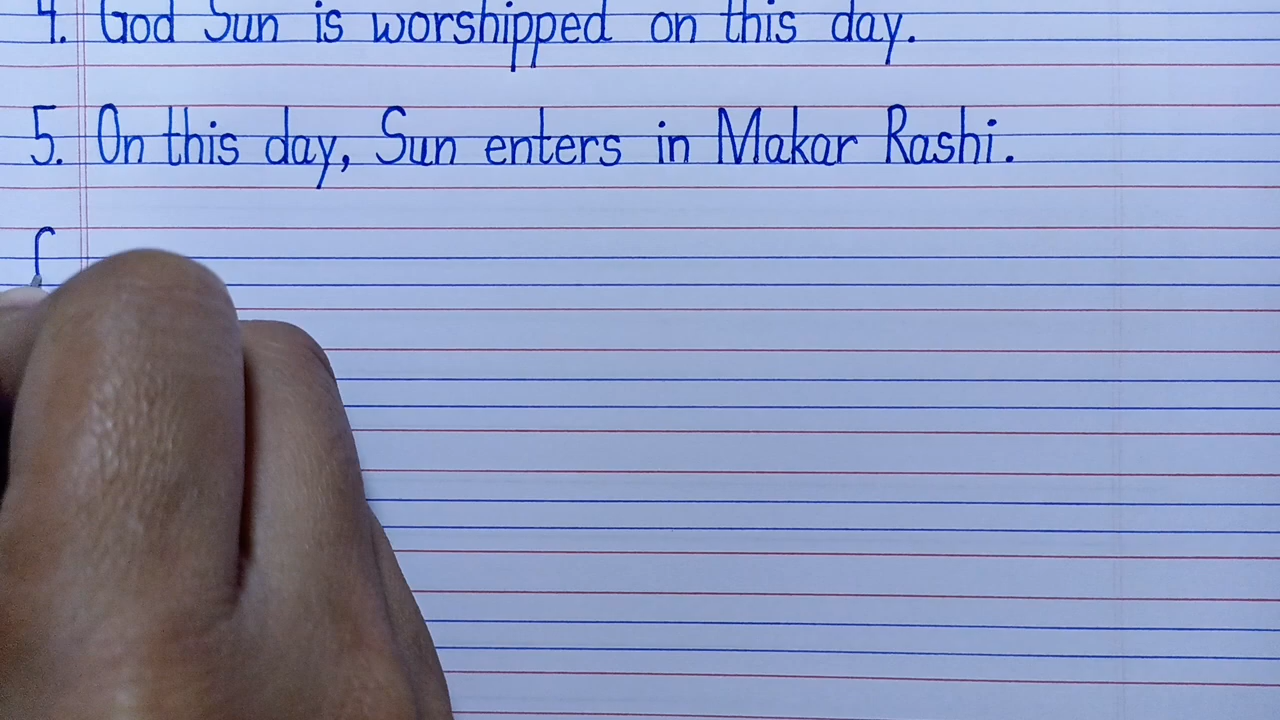 4. God Sun is worshipped on this day.
5. On this day, Sun enters in Makar Rashi.